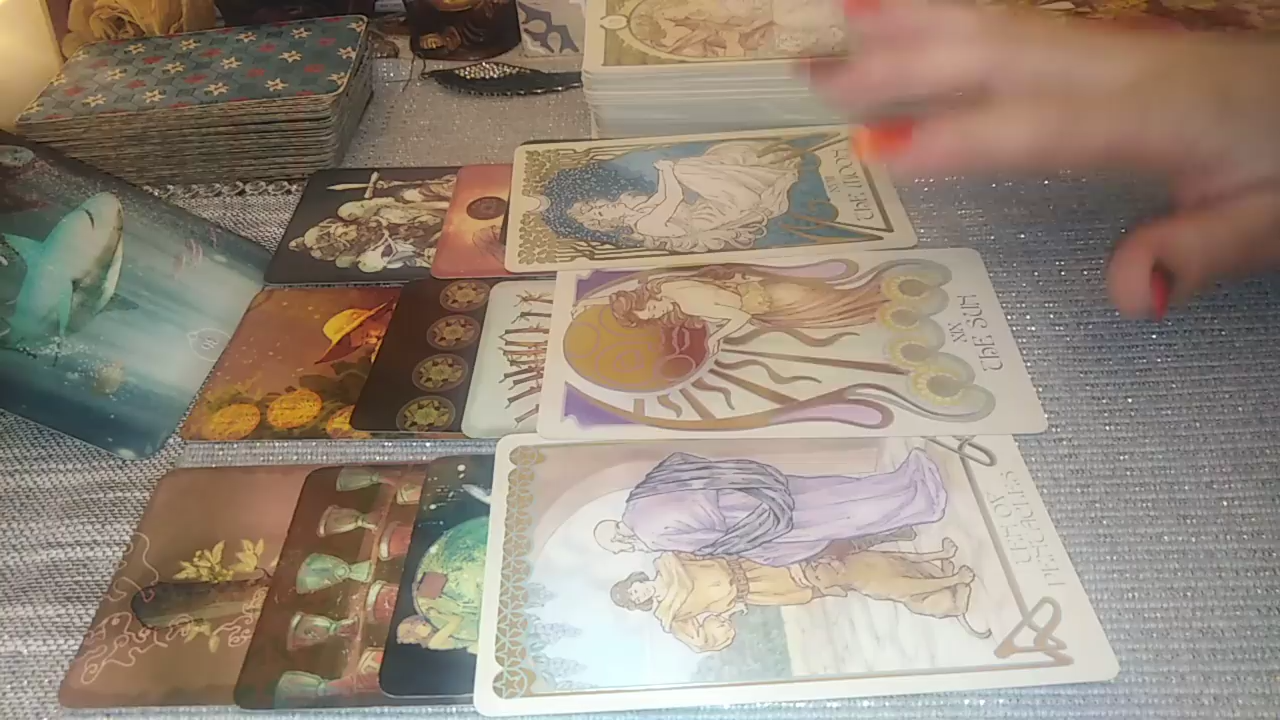 XVIII
THE MOON
XIX
THE SUN
TEN OF
PENTACLES